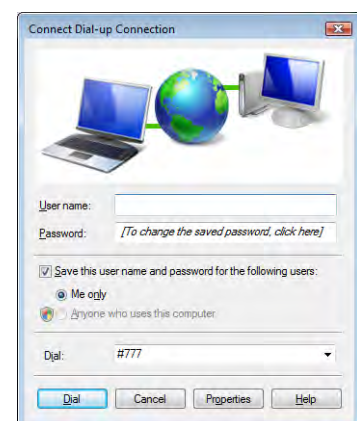 Connect Dial-up Connection
User name:
Password: [To change the saved password, click here]
Save this user name and password for the following users:
Me only
Anyone who uses this computer
Dial: #777
Dial Cancel Properties Help